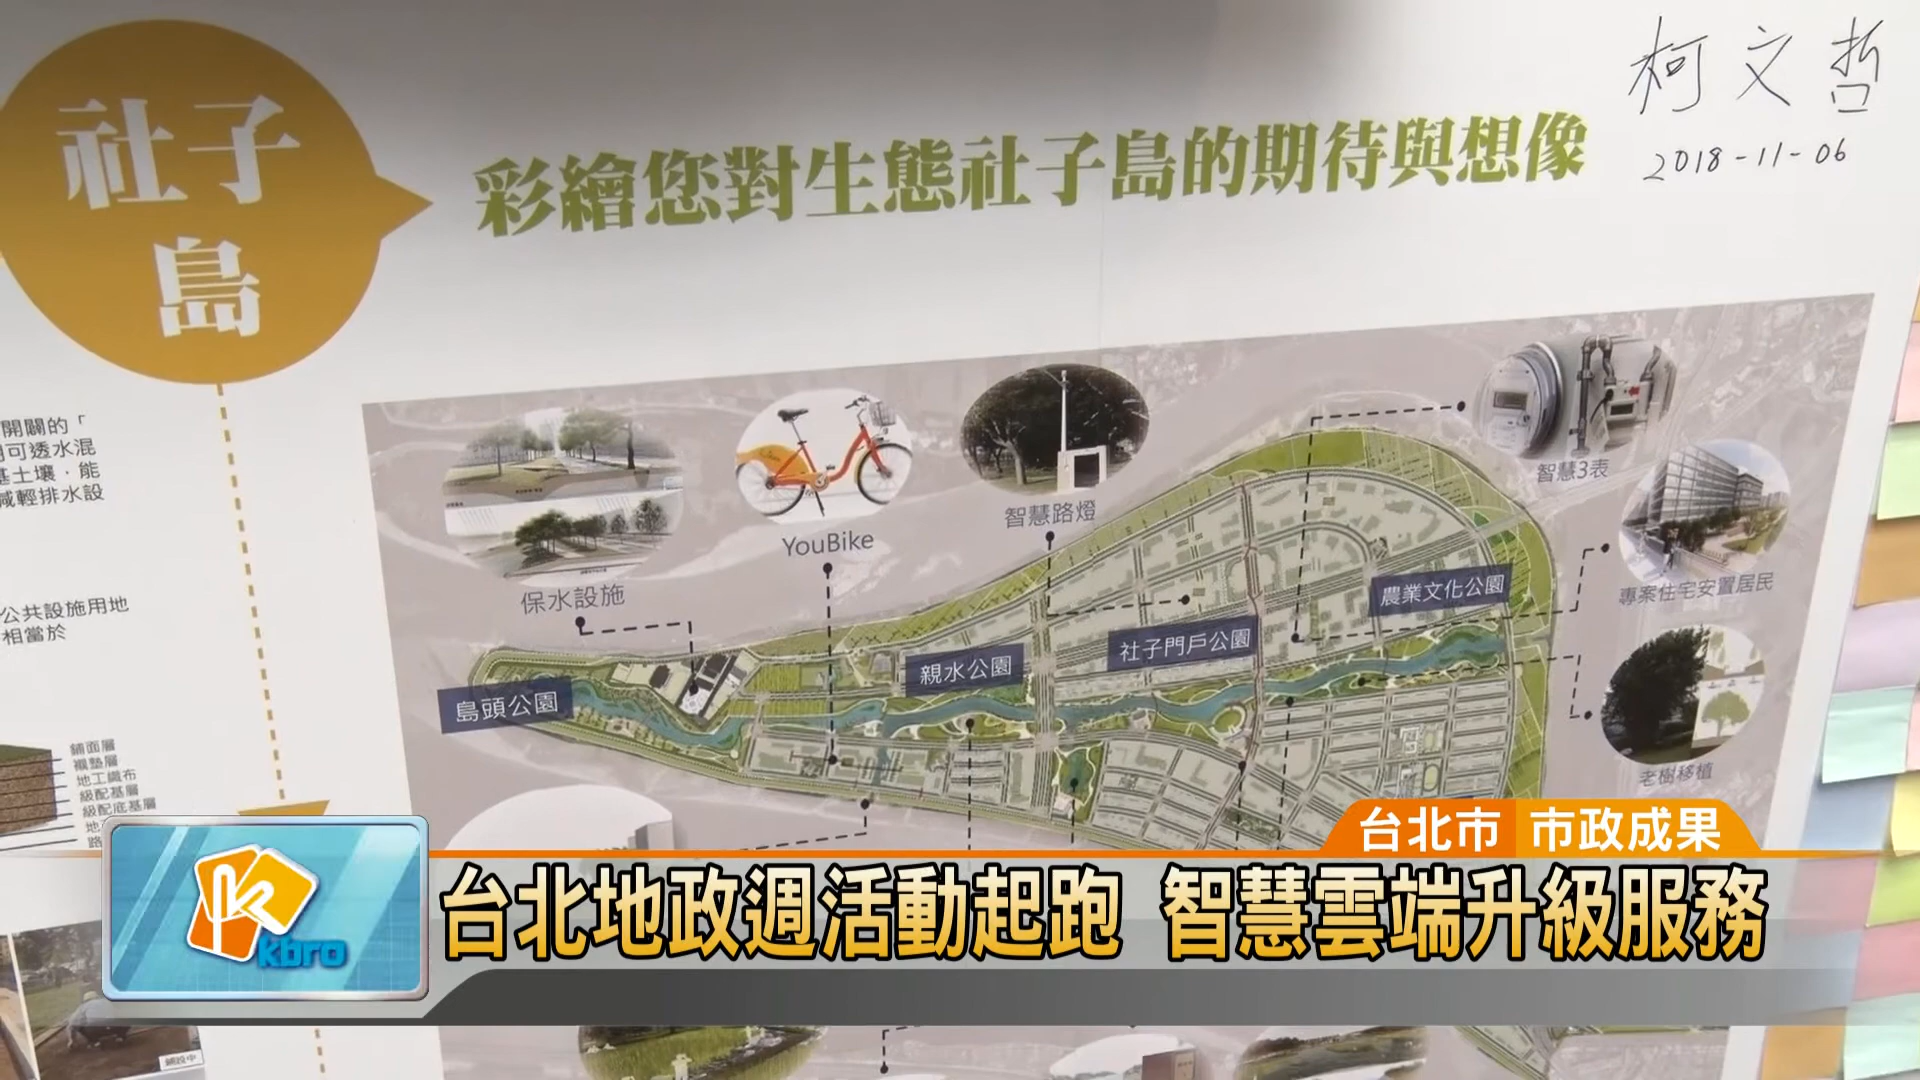 社子
島
彩繪您對生態社子島的期待與想像
柯文哲
2018-11-06
開闢的「
可透水混
基土壤,能
減輕排水設
公共設施用地
相當於
鋪面層
襯墊層
地工織布
級配基層
級配底基層
保水設施
YouBike
智慧路燈
智慧3表
專案住宅安置居民
老樹移植
島頭公園
親水公園
社子門戶公園
農業文化公園
台北市 市政成果
kbro
台北地政週活動起跑 智慧雲端升級服務